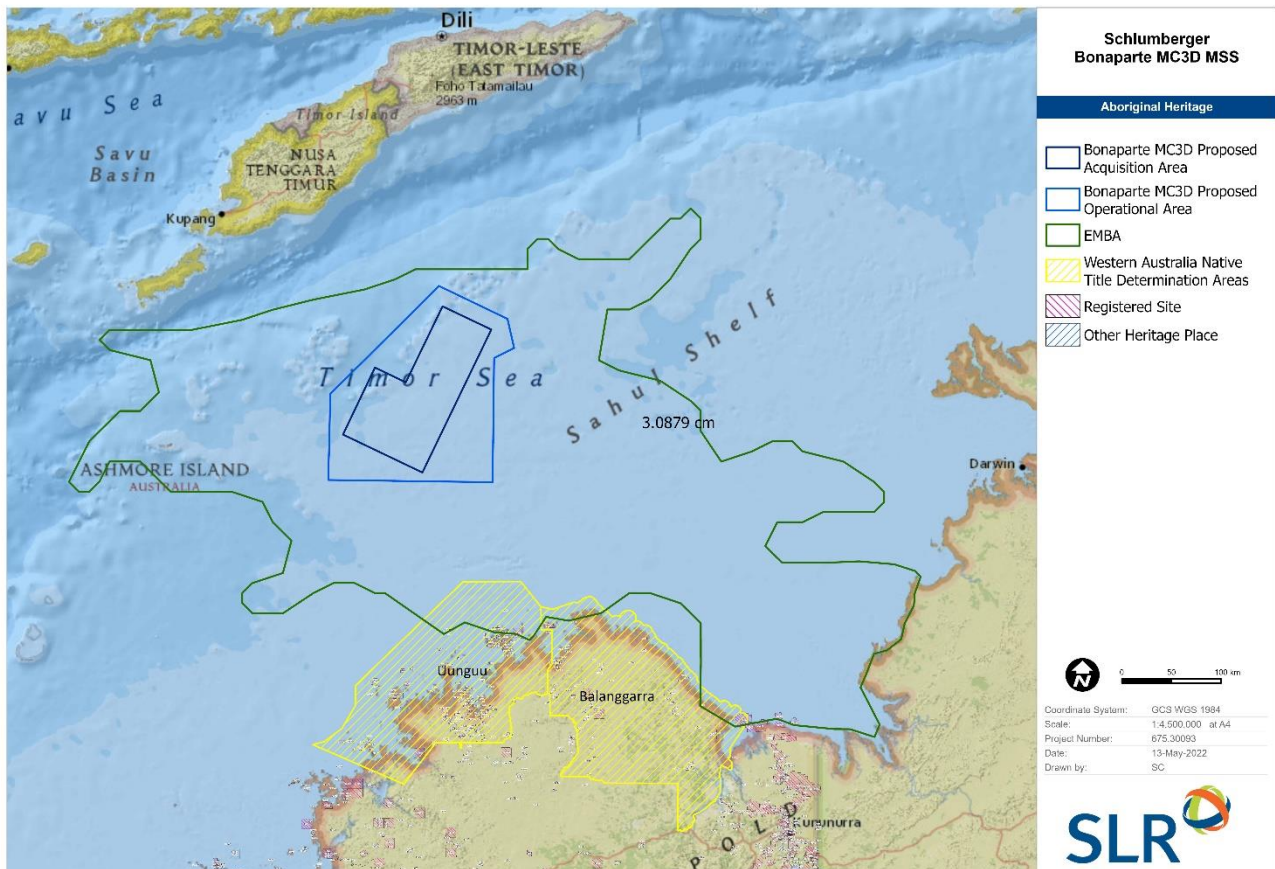 Dili
TIMOR-LESTE
(EAST TIMOR)
Foho Tatamailau
2963 m
avu Sea
Timor Island
Savu
Basin
NUSA
TENGGARA
TIMUR
Kupang
Timor Sea
Sahul Shelf
3.0879 cm
ASHMORE ISLAND
AUSTRALIA
Darwin
Uunguu
Balanggarra
POLD
Kununurra
Schlumberger
Bonaparte MC3D MSS
Aboriginal Heritage
Bonaparte MC3D Proposed
Acquisition Area
Bonaparte MC3D Proposed
Operational Area
EMBA
Western Australia Native
Title Determination Areas
Registered Site
Other Heritage Place
N
0 50 100 km
Coordinate System: GCS WGS 1984
Scale: 1:4,500,000 at A4
Project Number: 675.30093
Date: 13-May-2022
Drawn by: SC
SLR